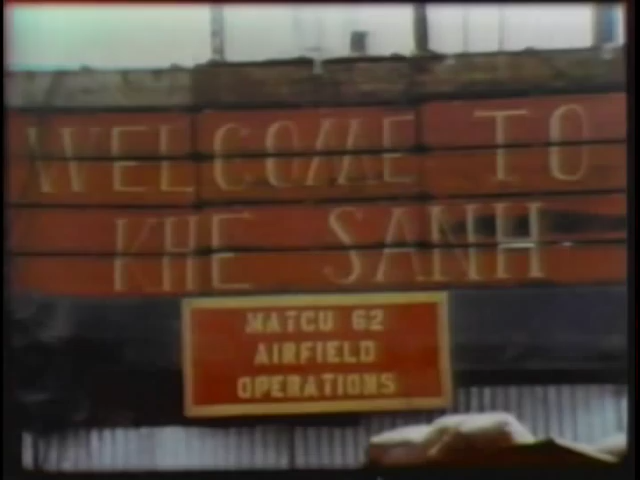 WELCOME TO
KHE SANH
MATCU 62
AIRFIELD
OPERATIONS